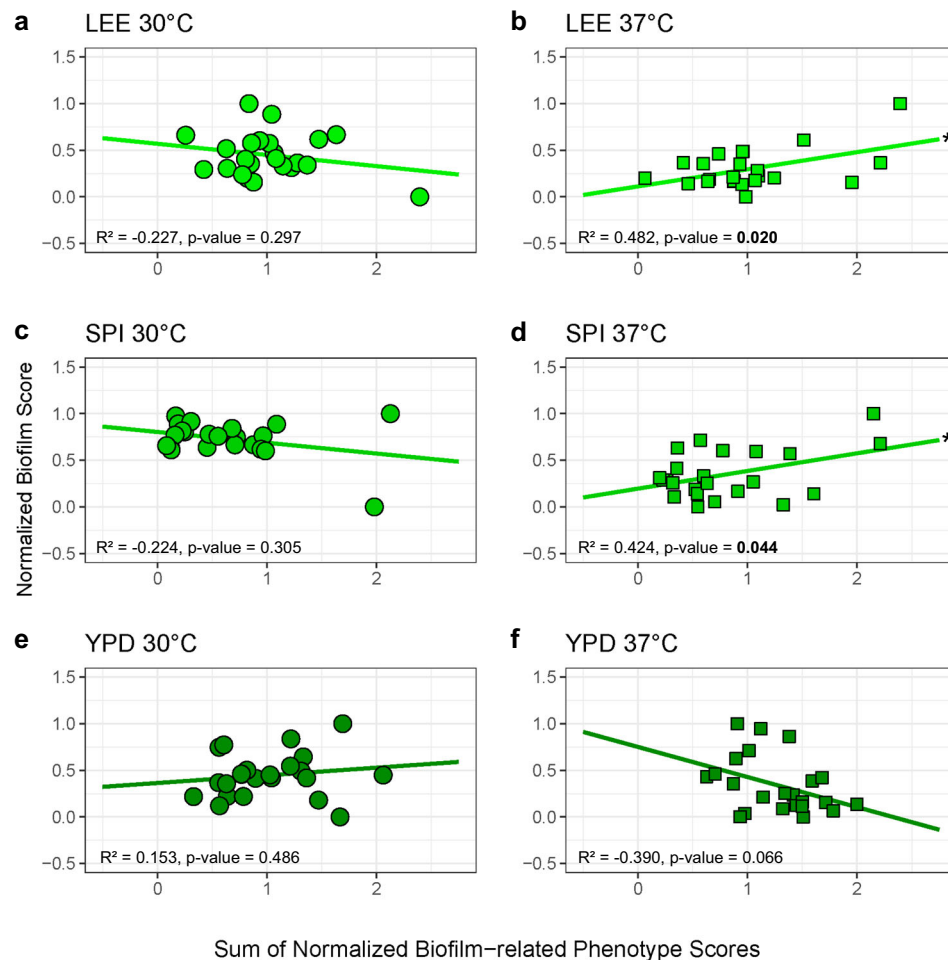 a
LEE 30°C
1.5
1.0
0.5
0.0
−0.5
R² = -0.227, p-value = 0.297
0 1 2
b
LEE 37°C
1.5
1.0
0.5
0.0
−0.5
*
R² = 0.482, p-value = 0.020
0 1 2
c
SPI 30°C
1.5
1.0
0.5
0.0
−0.5
R² = -0.224, p-value = 0.305
0 1 2
d
SPI 37°C
1.5
1.0
0.5
0.0
−0.5
*
R² = 0.424, p-value = 0.044
0 1 2
Normalized Biofilm Score
e
YPD 30°C
1.5
1.0
0.5
0.0
−0.5
R² = 0.153, p-value = 0.486
0 1 2
f
YPD 37°C
1.5
1.0
0.5
0.0
−0.5
R² = -0.390, p-value = 0.066
0 1 2
Sum of Normalized Biofilm−related Phenotype Scores